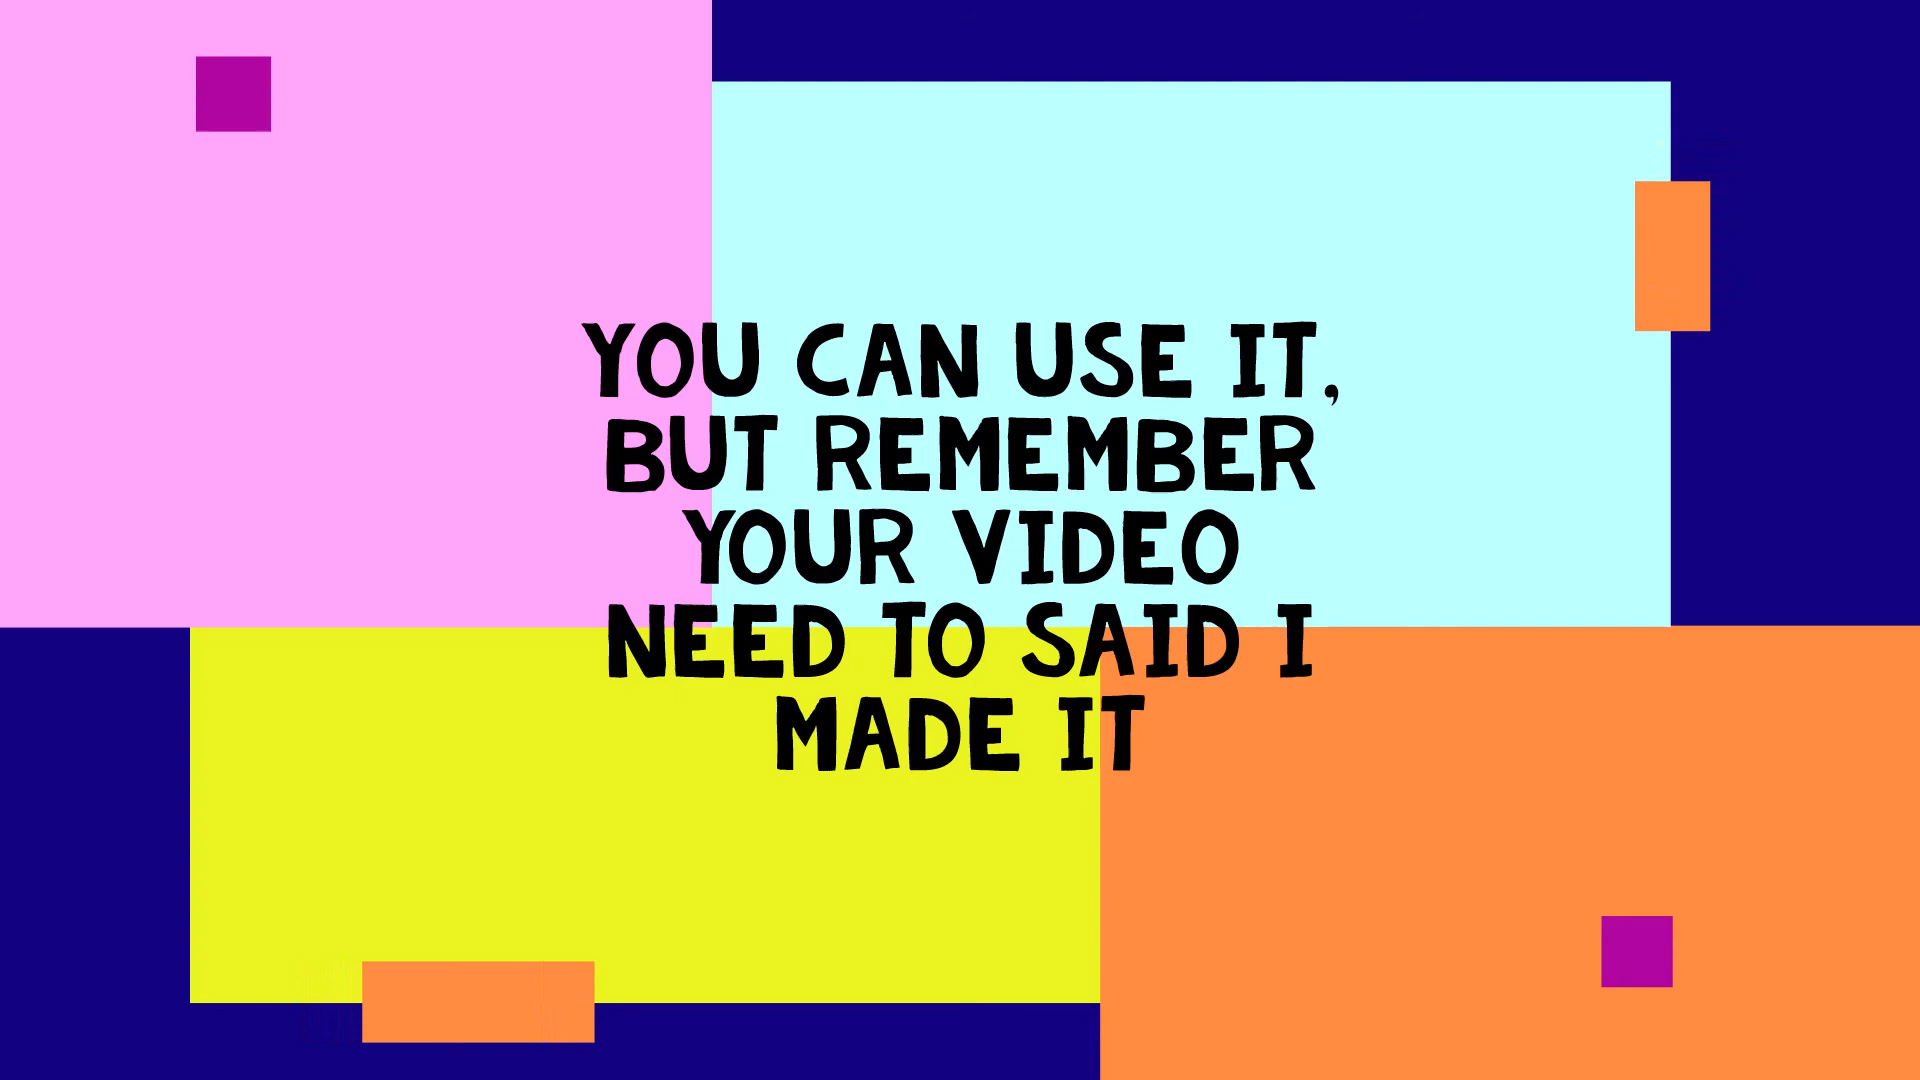 YOU CAN USE IT,
BUT REMEMBER
YOUR VIDEO
NEED TO SAID I
MADE IT